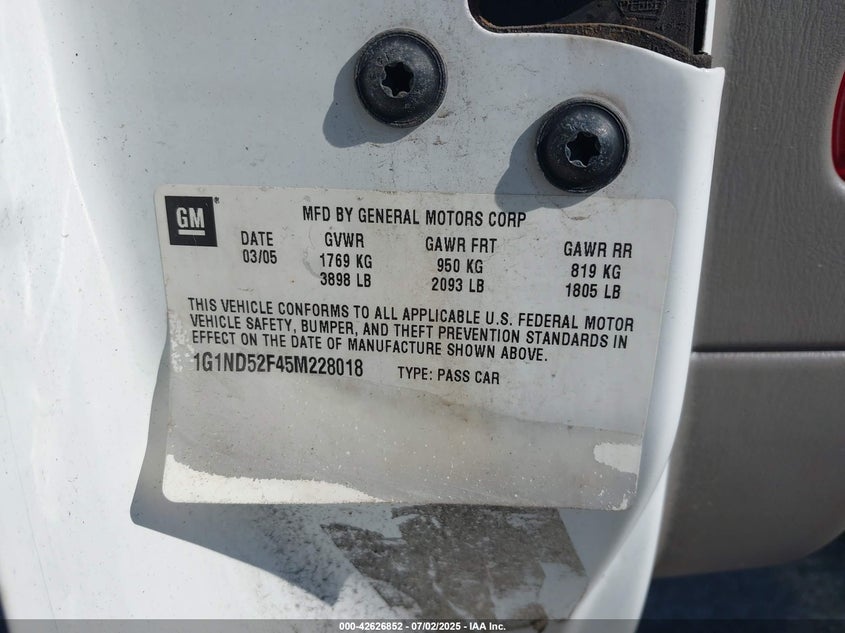 GM
MFD BY GENERAL MOTORS CORP
DATE GVWR GAWR FRT GAWR RR
03/05 1769 KG 950 KG 819 KG
3898 LB 2093 LB 1805 LB
THIS VEHICLE CONFORMS TO ALL APPLICABLE U.S. FEDERAL MOTOR
VEHICLE SAFETY, BUMPER, AND THEFT PREVENTION STANDARDS IN
EFFECT ON THE DATE OF MANUFACTURE SHOWN ABOVE.
1G1ND52F45M228018 TYPE: PASS CAR
000-42626852 - 07/02/2025 - IAA Inc.